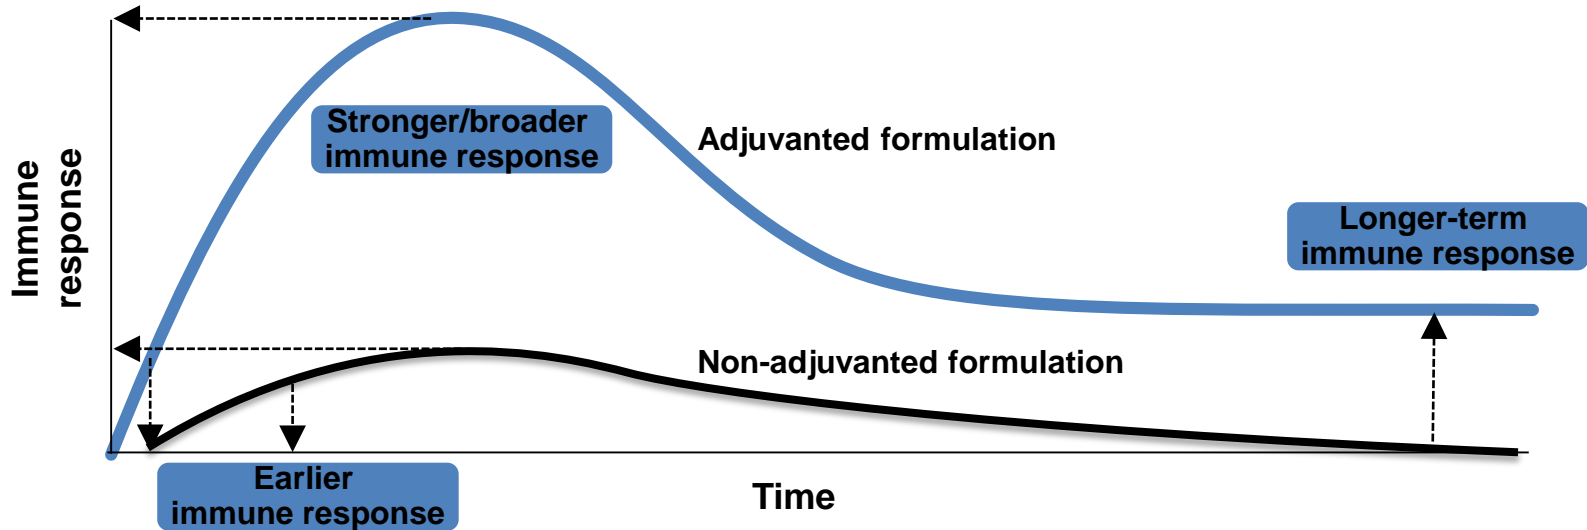 Stronger/broader
immune response
Adjuvanted formulation
Immune
response
Longer-term
immune response
Non-adjuvanted formulation
Earlier
immune response
Time